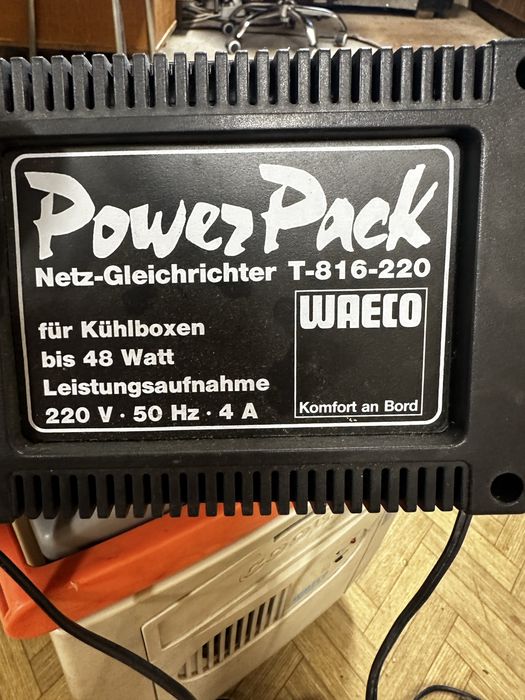 PowerPack
Netz-Gleichrichter T-816-220
WAECO
für Kühlboxen
bis 48 Watt
Leistungsaufnahme
220 V · 50 Hz · 4 A
Komfort an Bord